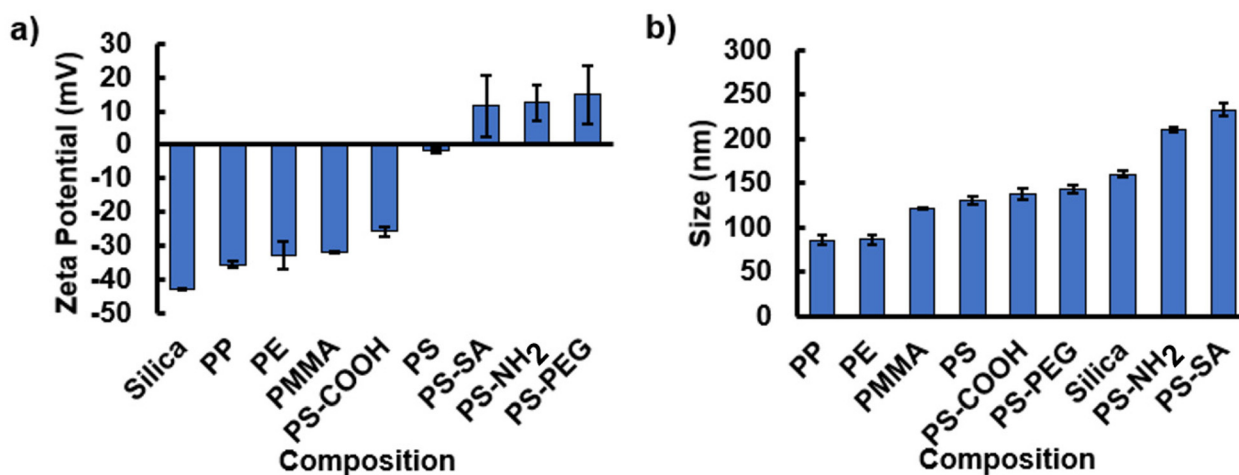 a)
Zeta Potential (mV)
30
20
10
0
-10
-20
-30
-40
-50
Silica
PP
PE
PMMA
PS-COOH
PS
PS-SA
PS-NH2
PS-PEG
Composition
b)
Size (nm)
300
250
200
150
100
50
0
PP
PE
PMMA
PS
PS-COOH
PS-PEG
Silica
PS-NH2
PS-SA
Composition